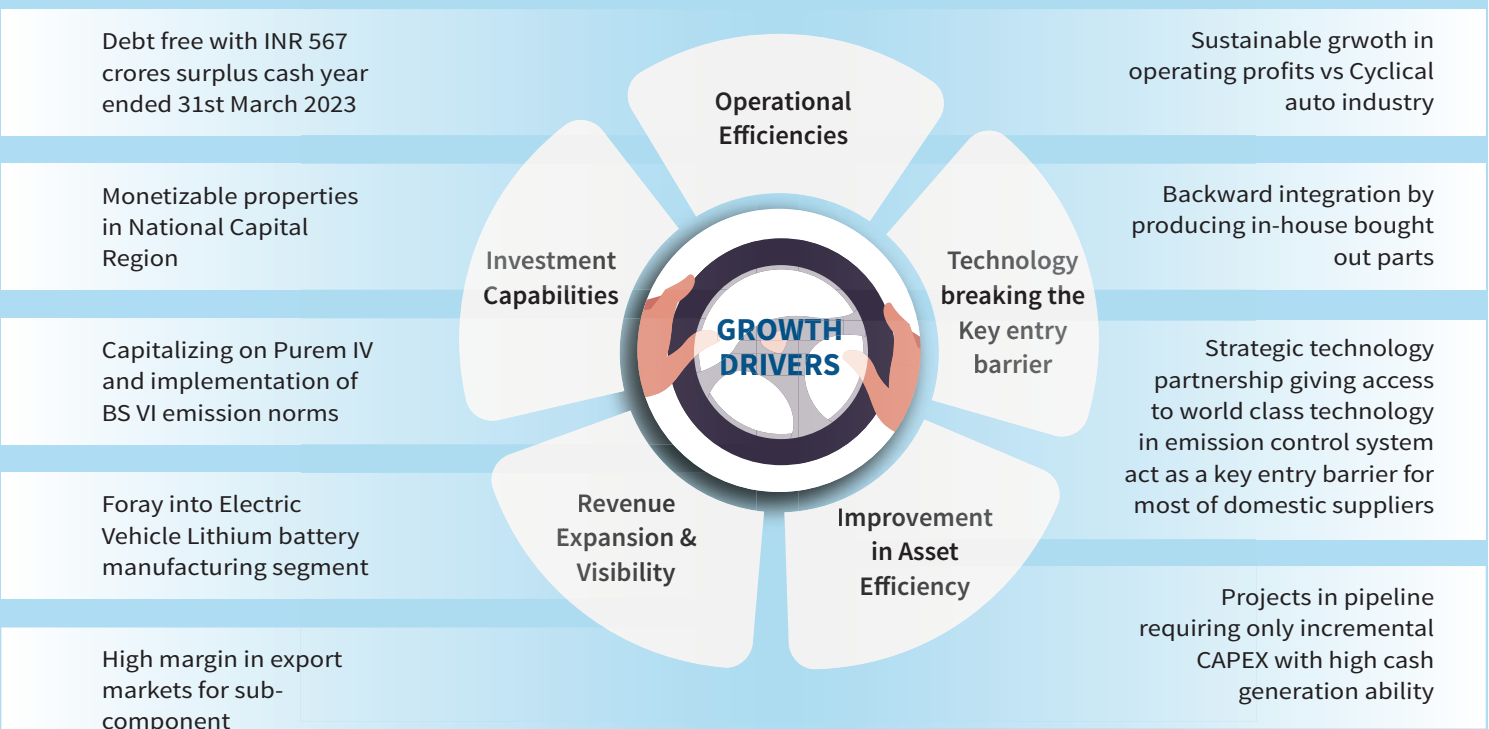 Debt free with INR 567
crores surplus cash year
ended 31st March 2023
Monetizable properties
in National Capital
Region
Capitalizing on Purem IV
and implementation of
BS VI emission norms
Foray into Electric
Vehicle Lithium battery
manufacturing segment
High margin in export
markets for sub-
component
Operational
Efficiencies
Investment
Capabilities
Technology
breaking the
Key entry
barrier
GROWTH
DRIVERS
Revenue
Expansion &
Visibility
Improvement
in Asset
Efficiency
Sustainable grwoth in
operating profits vs Cyclical
auto industry
Backward integration by
producing in-house bought
out parts
Strategic technology
partnership giving access
to world class technology
in emission control system
act as a key entry barrier for
most of domestic suppliers
Projects in pipeline
requiring only incremental
CAPEX with high cash
generation ability